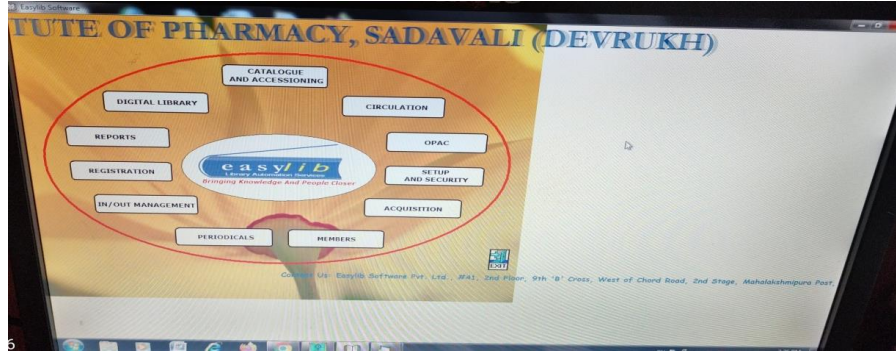 Easylib Software
TUTE OF PHARMACY, SADAVALI (DEVRUKH)
CATALOGUE
AND ACCESSIONING
DIGITAL LIBRARY
CIRCULATION
REPORTS
OPAC
easylib
Library Automation Services
Bringing Knowledge And People Closer
REGISTRATION
SETUP
AND SECURITY
IN/OUT MANAGEMENT
ACQUISITION
PERIODICALS
MEMBERS
EXIT
Contact Us: Easylib Software Pvt. Ltd., #A1, 2nd Floor, 9th 'B' Cross, West of Chord Road, 2nd Stage, Mahalakshmipura Post,
6